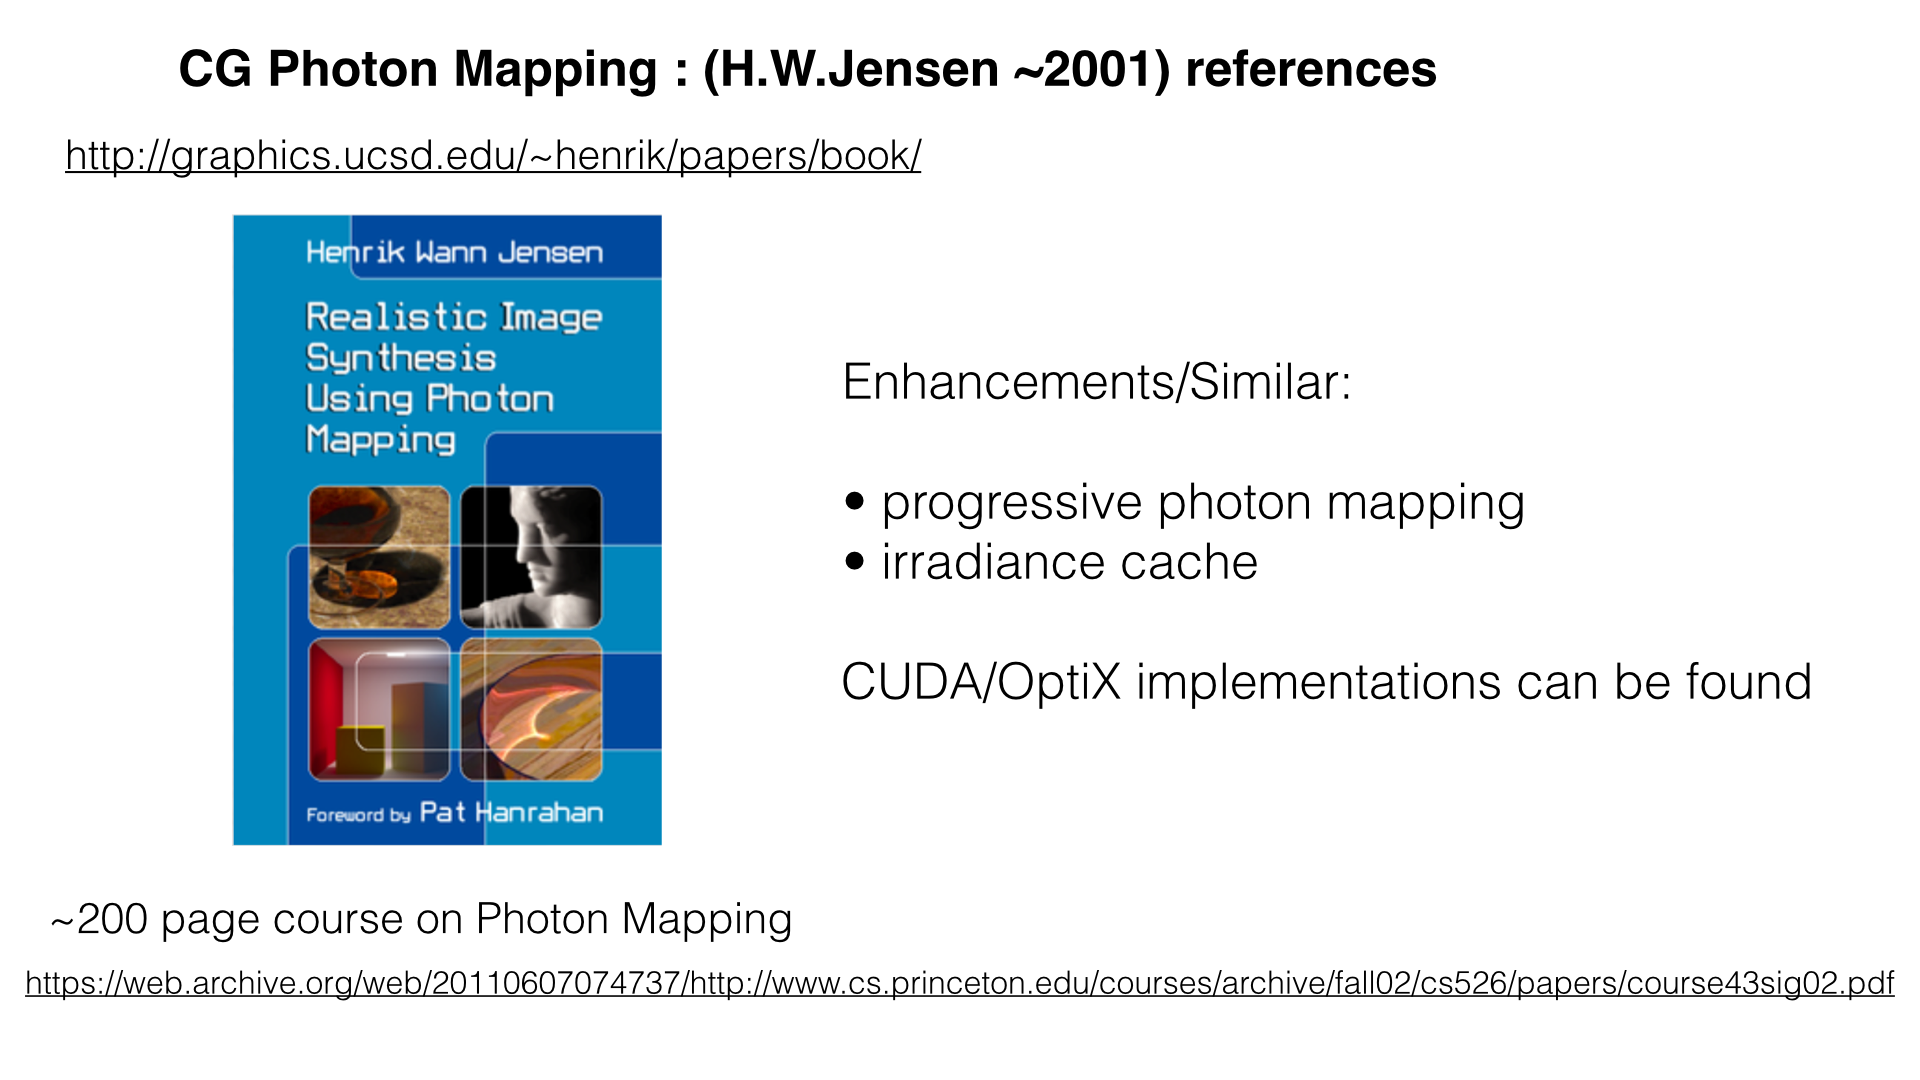 CG Photon Mapping : (H.W.Jensen ~2001) references
http://graphics.ucsd.edu/~henrik/papers/book/
Henrik Wann Jensen
Realistic Image
Synthesis
Using Photon
Mapping
Foreword by Pat Hanrahan
Enhancements/Similar:
• progressive photon mapping
• irradiance cache
CUDA/OptiX implementations can be found
~200 page course on Photon Mapping
https://web.archive.org/web/20110607074737/http://www.cs.princeton.edu/courses/archive/fall02/cs526/papers/course43sig02.pdf